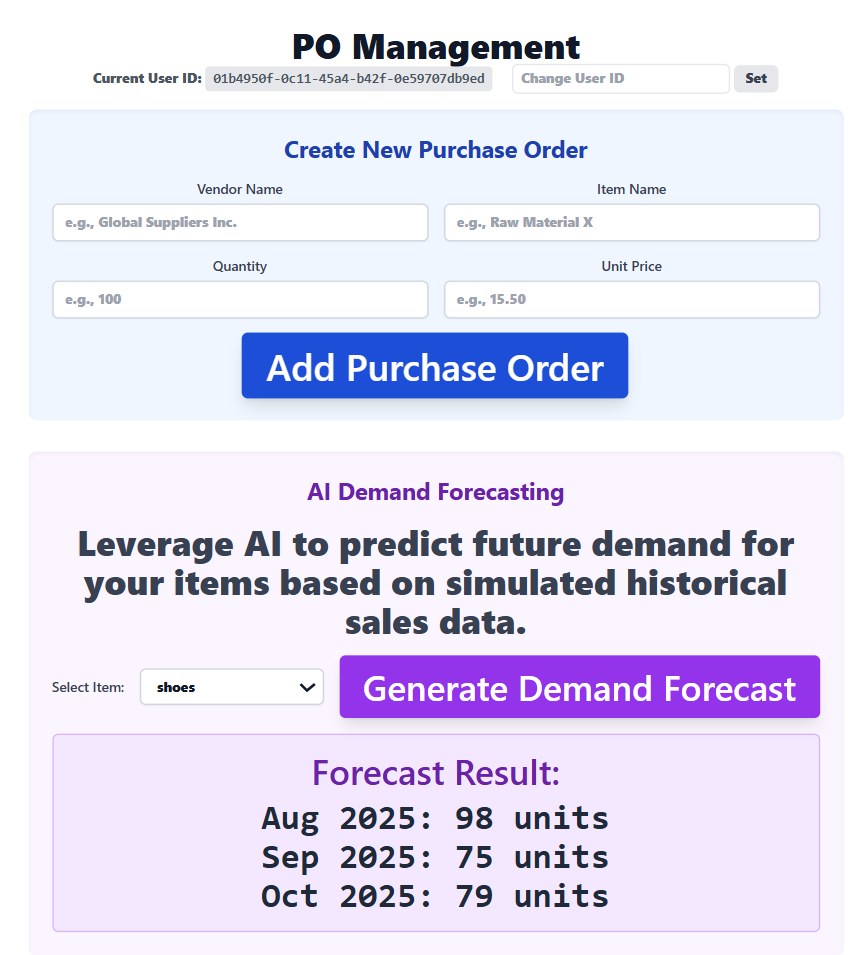 PO Management
Current User ID: 01b4950f-0c11-45a4-b42f-0e59707db9ed Change User ID Set
Create New Purchase Order
Vendor Name Item Name
e.g., Global Suppliers Inc. e.g., Raw Material X
Quantity Unit Price
e.g., 100 e.g., 15.50
Add Purchase Order
AI Demand Forecasting
Leverage AI to predict future demand for
your items based on simulated historical
sales data.
Select Item: shoes Generate Demand Forecast
Forecast Result:
Aug 2025: 98 units
Sep 2025: 75 units
Oct 2025: 79 units